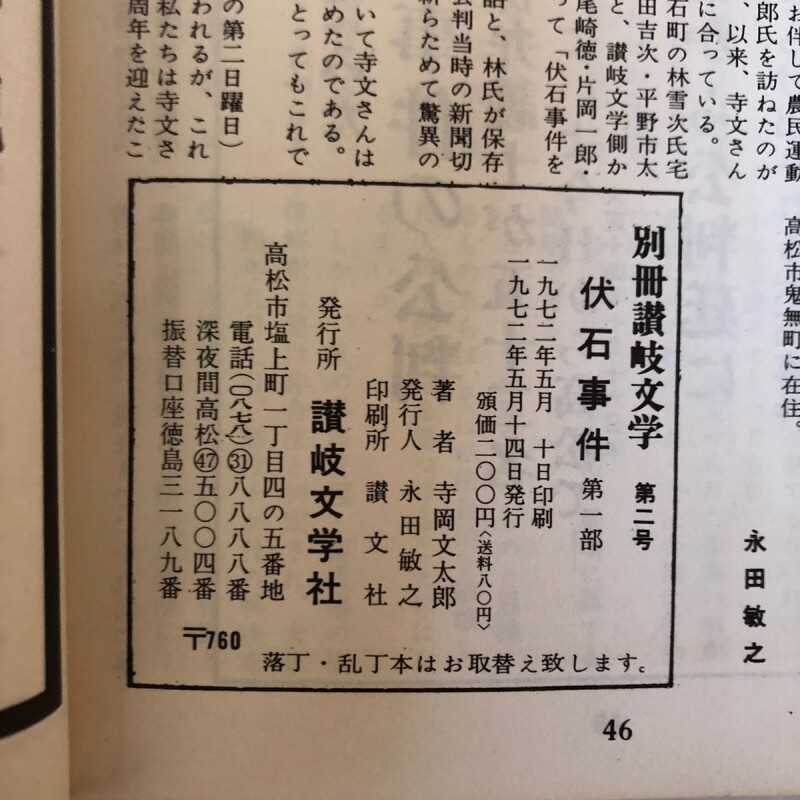 お伴して農民運動
郎氏を訪ねたのが
、以来、寺文さん
に合っている。
石町の林雪次氏宅
田吉次・平野市太
と、讃岐文学側か
尾崎徳・片岡一郎・
って「伏石事件を
話と、林氏が保存
公判当時の新聞切
新らためて驚異の
いて寺文さんは
めたのである。
とってもこれで
の第二日曜日）
われるが、これ
私たちは寺文さ
周年を迎えたこ
高松市鬼無町に在住。
永田敏之
別冊讃岐文学 第二号
伏石事件 第一部
一九七二年五月 十日印刷
一九七二年五月十四日発行
頒価二〇〇円〈送料八〇円〉
著者 寺岡文太郎
発行人 永田敏之
印刷所 讃文社
発行所 讃岐文学社
高松市塩上町一丁目四の五番地
電話(〇八七八)㉛八八八八番
深夜間高松㊼五〇〇四番
振替口座徳島三一八九番
〒760
落丁・乱丁本はお取替え致します。
46